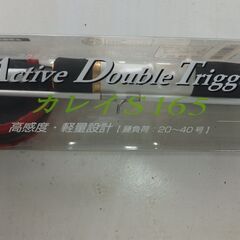 Active Double Trigg
カレイS 165
高感度・軽量設計 [錘負荷:20~40号]